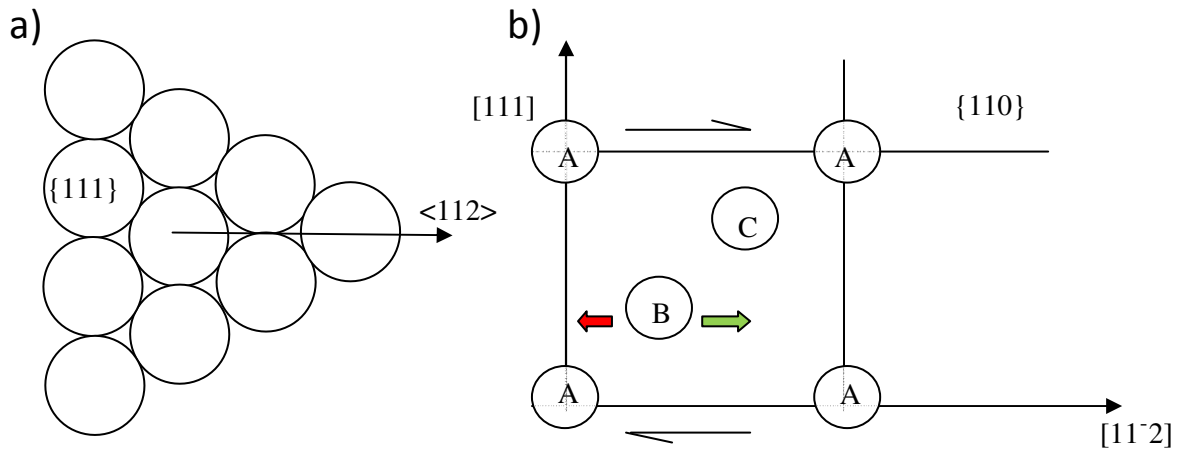 a)
b)
{111}
<112>
[111]
{110}
A
A
C
B
A
A
[11⁻2]